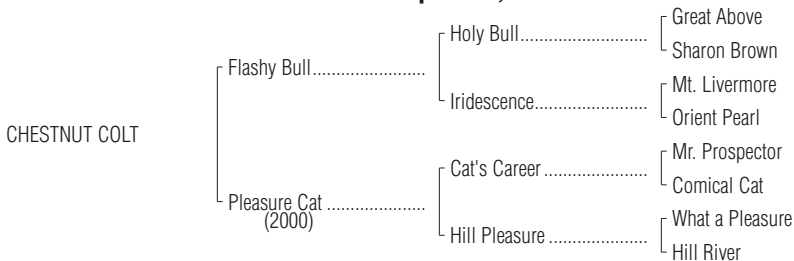 Great Above
Holy Bull..............................
Sharon Brown
Flashy Bull..........................
Mt. Livermore
Iridescence..........................
Orient Pearl
CHESTNUT COLT
Mr. Prospector
Cat's Career ........................
Comical Cat
Pleasure Cat .......................
(2000)
What a Pleasure
Hill Pleasure .......................
Hill River